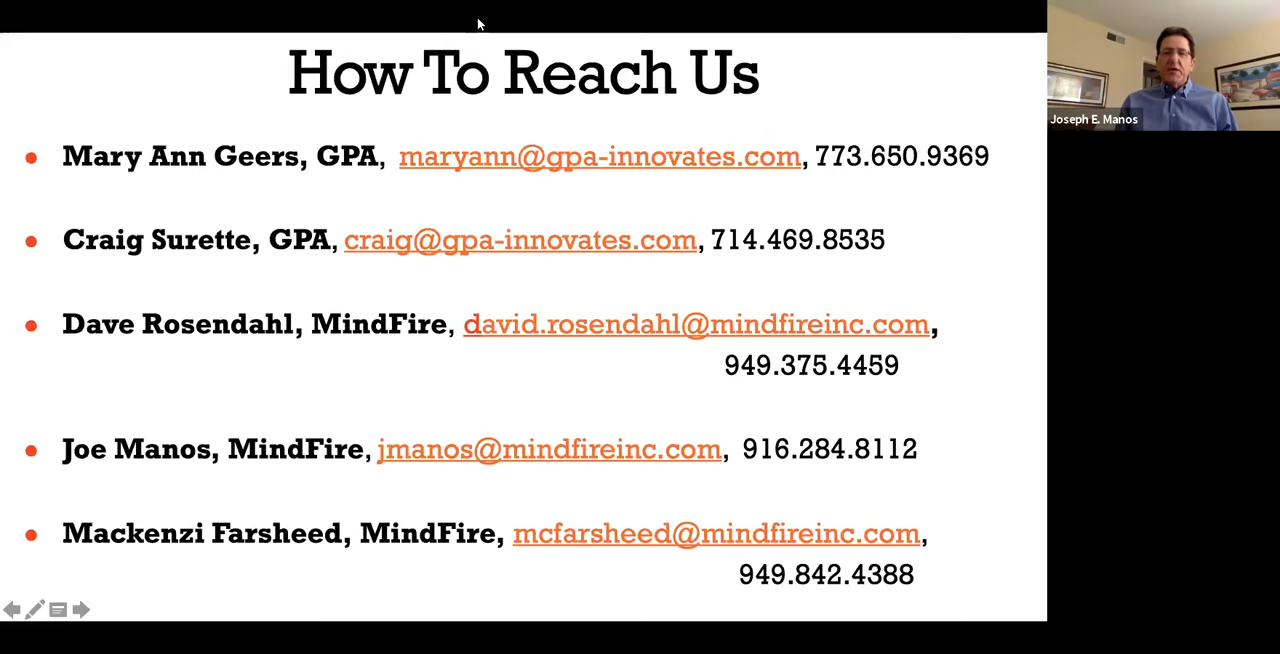 How To Reach Us
Joseph E. Manos
• Mary Ann Geers, GPA, maryann@gpa-innovates.com, 773.650.9369
• Craig Surette, GPA, craig@gpa-innovates.com, 714.469.8535
• Dave Rosendahl, MindFire, david.rosendahl@mindfireinc.com,
949.375.4459
• Joe Manos, MindFire, jmanos@mindfireinc.com, 916.284.8112
• Mackenzi Farsheed, MindFire, mcfarsheed@mindfireinc.com,
949.842.4388